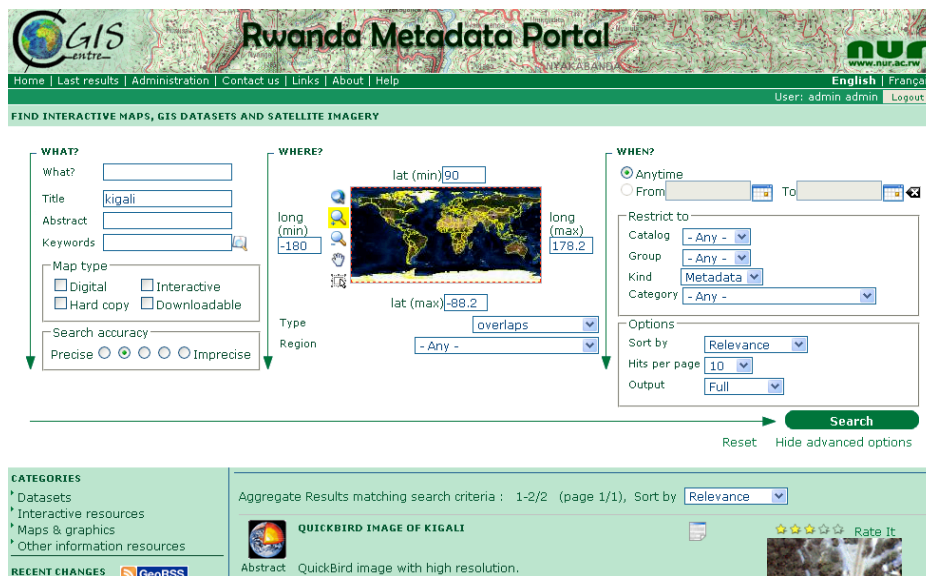 GIS
Centre
Rwanda Metadata Portal
NYAKABANDA
nur
www.nur.ac.rw
Home | Last results | Administration | Contact us | Links | About | Help
English | Françai
User: admin admin Logout
FIND INTERACTIVE MAPS, GIS DATASETS AND SATELLITE IMAGERY
WHAT?
What?
Title kigali
Abstract
Keywords
Map type
Digital Interactive
Hard copy Downloadable
Search accuracy
Precise Imprecise
WHERE?
lat (min) 90
long (min) -180
long (max) 178.2
lat (max) -88.2
Type overlaps
Region - Any -
WHEN?
Anytime
From To
Restrict to
Catalog - Any -
Group - Any -
Kind Metadata
Category - Any -
Options
Sort by Relevance
Hits per page 10
Output Full
Search
Reset Hide advanced options
CATEGORIES
Datasets
Interactive resources
Maps & graphics
Other information resources
RECENT CHANGES GeoRSS
Aggregate Results matching search criteria : 1-2/2 (page 1/1), Sort by Relevance
QUICKBIRD IMAGE OF KIGALI
Rate It
Abstract QuickBird image with high resolution.